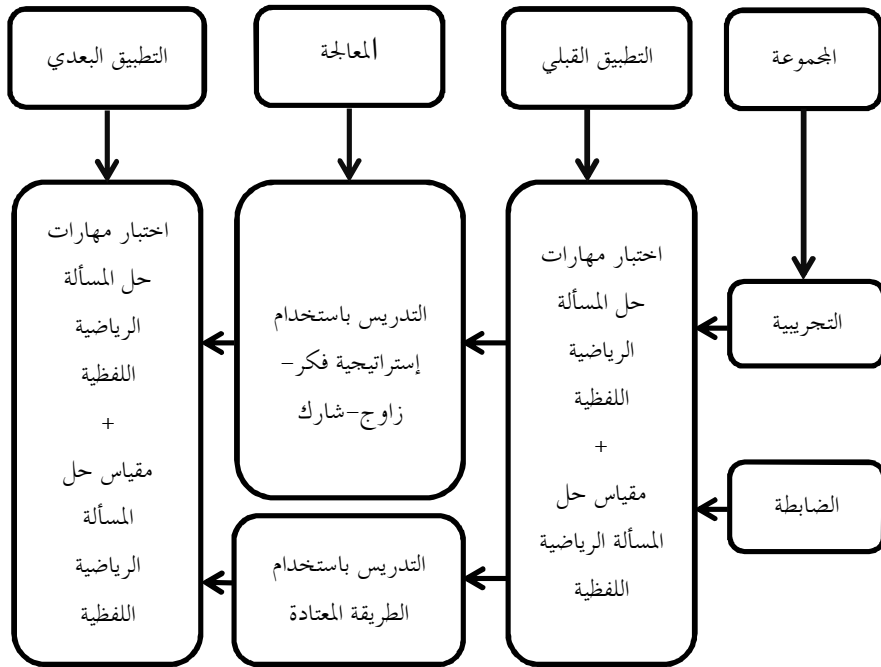 المجموعة
التطبيق القبلي
المعالجة
التطبيق البعدي
التجريبية
الضابطة
اختبار مهارات
حل المسألة
الرياضية
اللفظية
+
مقياس حل
المسألة الرياضية
اللفظية
التدريس باستخدام
إستراتيجية فكر-
زاوج-شارك
التدريس باستخدام
الطريقة المعتادة
اختبار مهارات
حل المسألة
الرياضية
اللفظية
+
مقياس حل
المسألة
الرياضية
اللفظية